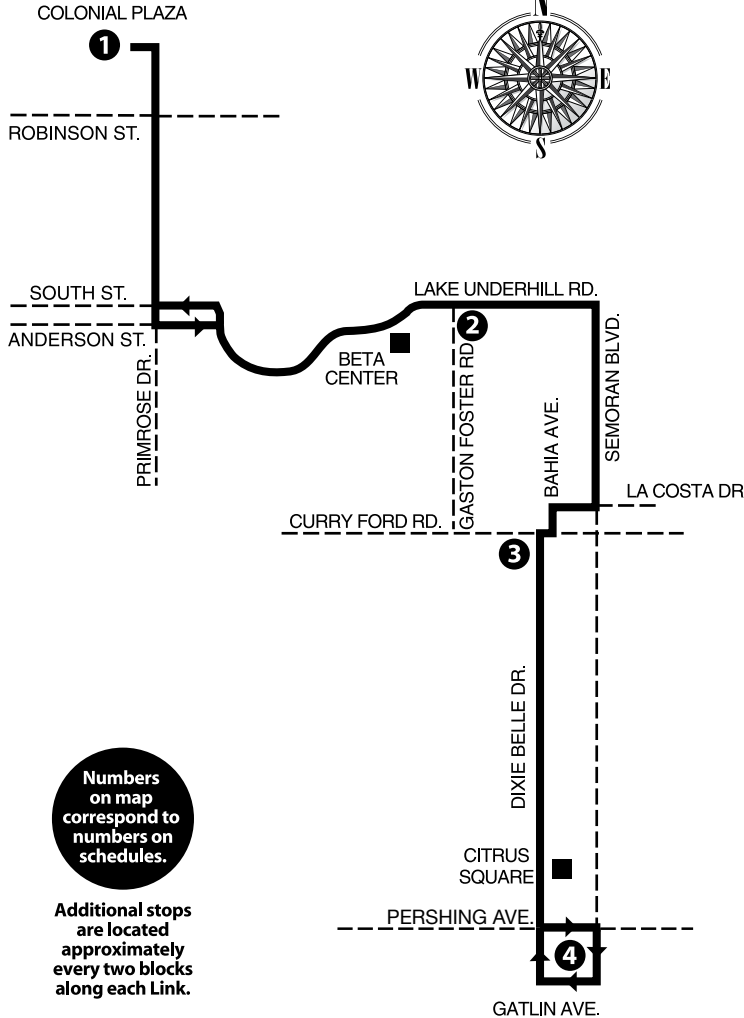 COLONIAL PLAZA
1
N
W
E
S
ROBINSON ST.
SOUTH ST.
ANDERSON ST.
PRIMROSE DR.
LAKE UNDERHILL RD.
2
BETA
CENTER
GASTON FOSTER RD
BAHIA AVE.
SEMORAN BLVD.
LA COSTA DR
CURRY FORD RD.
3
DIXIE BELLE DR.
CITRUS
SQUARE
PERSHING AVE.
4
GATLIN AVE.
Numbers
on map
correspond to
numbers on
schedules.
Additional stops
are located
approximately
every two blocks
along each Link.